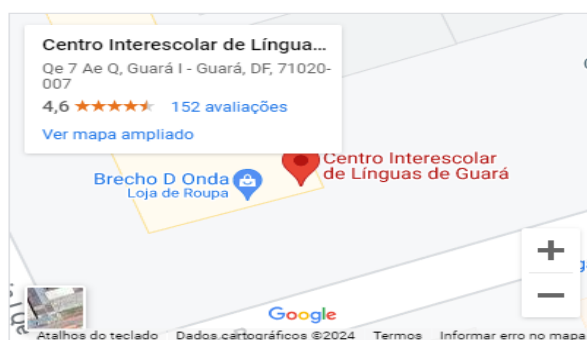 Centro Interescolar de Língua...
Qe 7 Ae Q, Guará I - Guará, DF, 71020-
007
4,6 ★★★★★ 152 avaliações
Ver mapa ampliado
Centro Interescolar
de Línguas de Guará
Brecho D Onda
Loja de Roupa
+
−
Google
Atalhos do teclado Dados cartográficos ©2024 Termos Informar erro no mapa